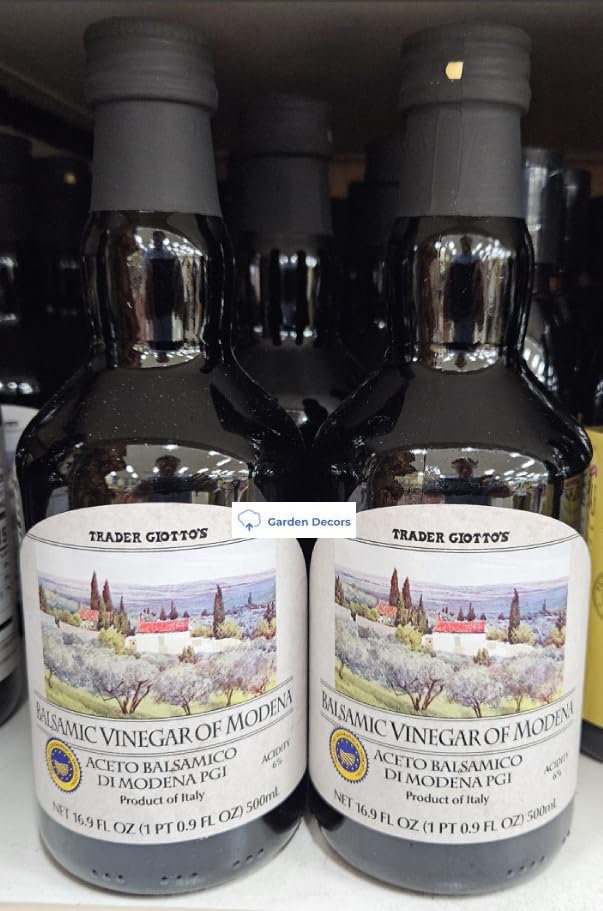 TRADER GIOTTO'S
BALSAMIC VINEGAR OF MODENA
ACETO BALSAMICO
DI MODENA PGI
ACIDITY
6%
Product of Italy
NET 16.9 FL OZ (1 PT 0.9 FL OZ) 500mL
Garden Decors
TRADER GIOTTO'S
BALSAMIC VINEGAR OF MODENA
ACETO BALSAMICO
DI MODENA PGI
ACIDITY
6%
Product of Italy
NET 16.9 FL OZ (1 PT 0.9 FL OZ) 500mL